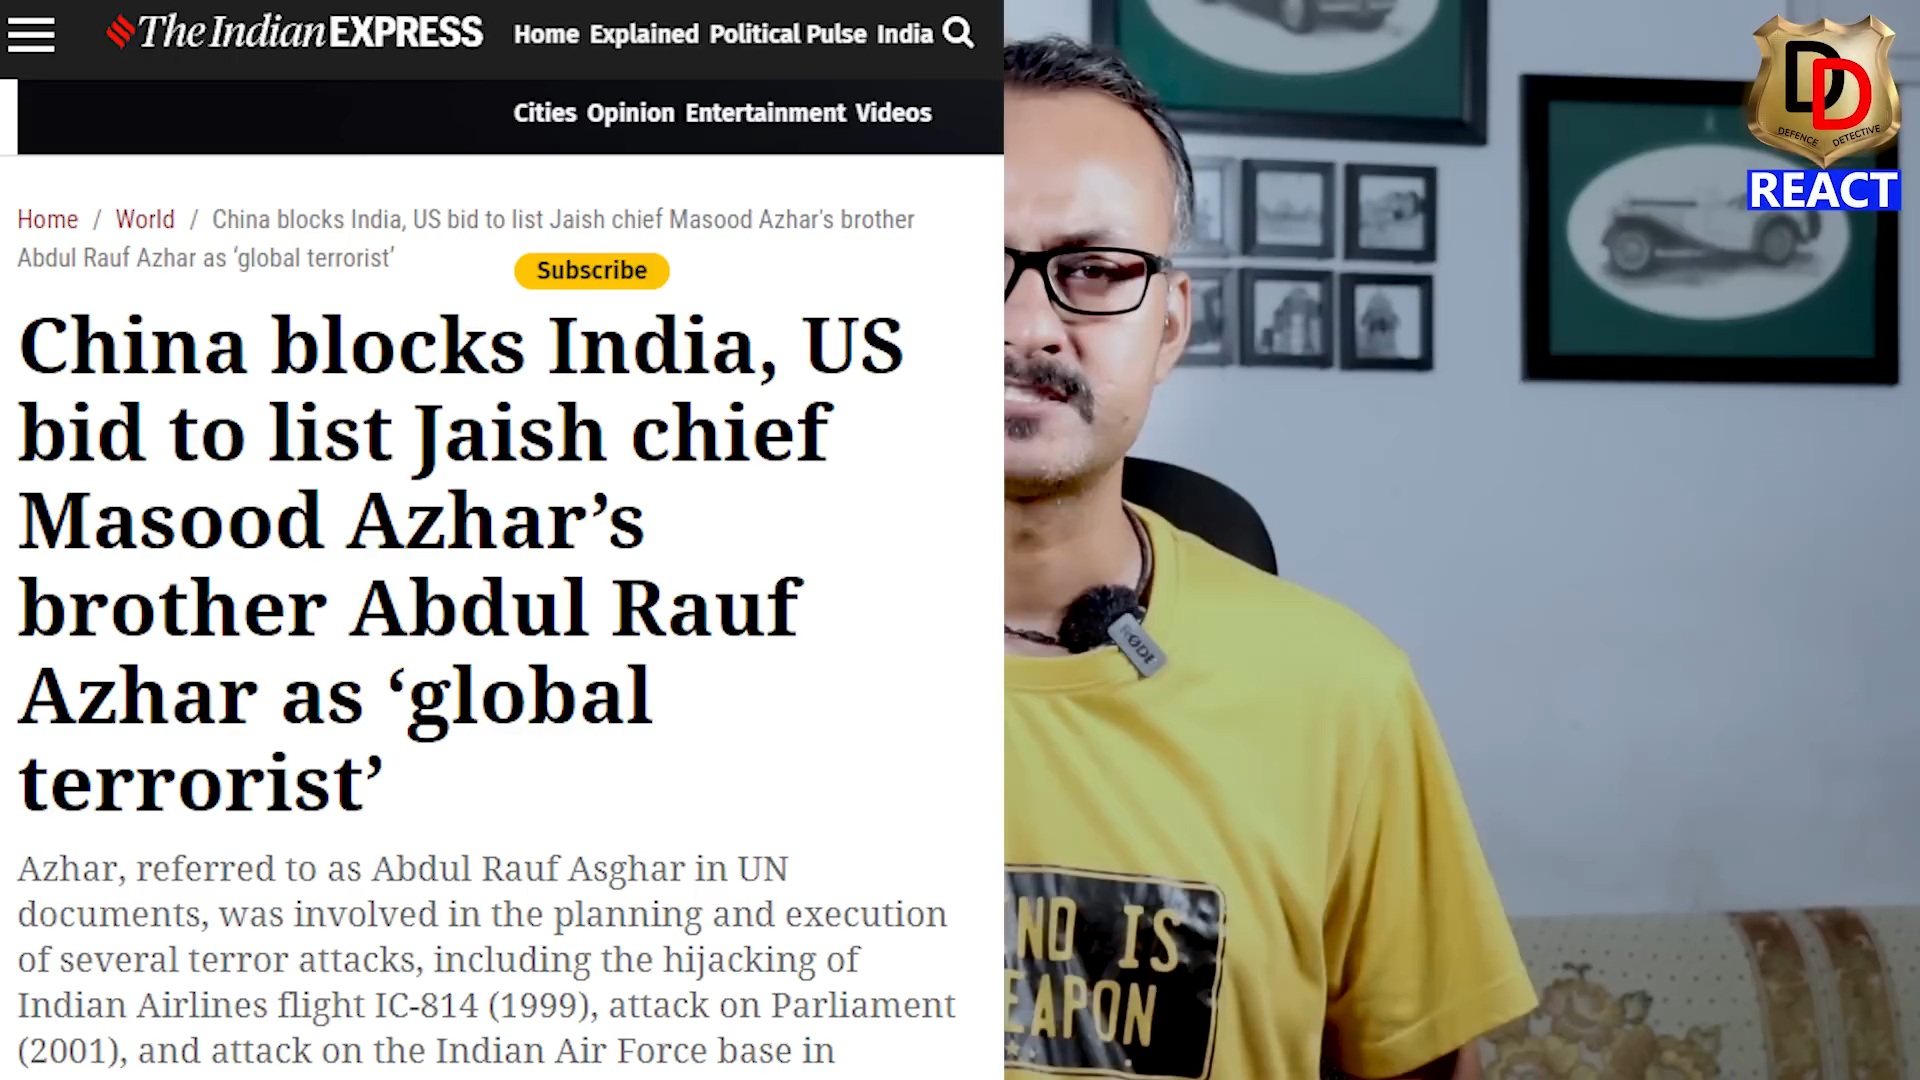 The Indian EXPRESS
Home Explained Political Pulse India
Cities Opinion Entertainment Videos
Home / World / China blocks India, US bid to list Jaish chief Masood Azhar's brother
Abdul Rauf Azhar as ‘global terrorist’
Subscribe
China blocks India, US
bid to list Jaish chief
Masood Azhar’s
brother Abdul Rauf
Azhar as ‘global
terrorist’
Azhar, referred to as Abdul Rauf Asghar in UN
documents, was involved in the planning and execution
of several terror attacks, including the hijacking of
Indian Airlines flight IC-814 (1999), attack on Parliament
(2001), and attack on the Indian Air Force base in
DD
DEFENCE DETECTIVE
REACT
RØDE
ND IS
EAPON